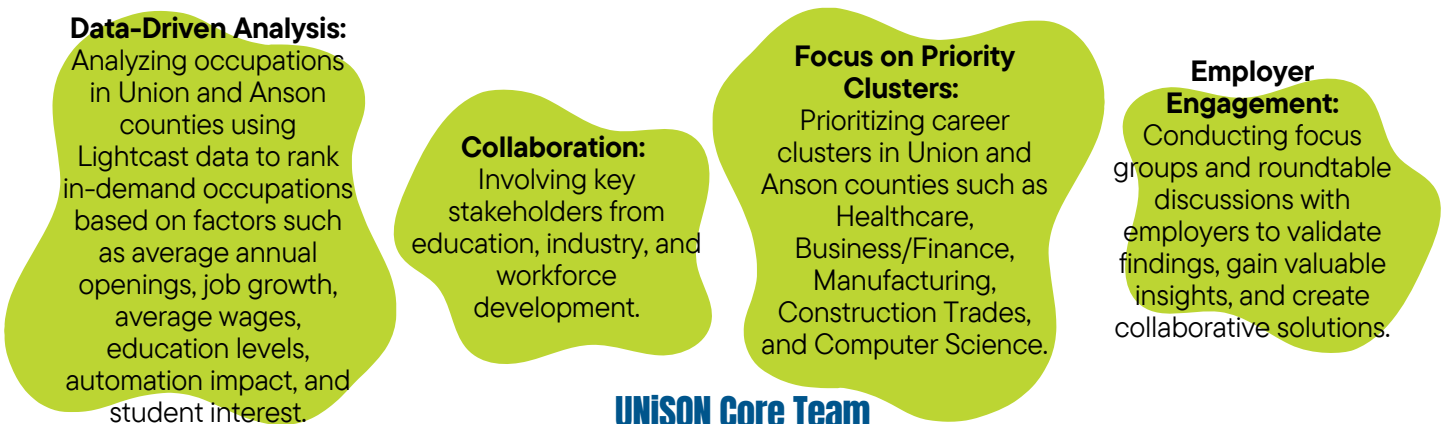 Data-Driven Analysis:
Analyzing occupations
in Union and Anson
counties using
Lightcast data to rank
in-demand occupations
based on factors such
as average annual
openings, job growth,
average wages,
education levels,
automation impact, and
student interest.
Collaboration:
Involving key
stakeholders from
education, industry, and
workforce
development.
Focus on Priority
Clusters:
Prioritizing career
clusters in Union and
Anson counties such as
Healthcare,
Business/Finance,
Manufacturing,
Construction Trades,
and Computer Science.
Employer
Engagement:
Conducting focus
groups and roundtable
discussions with
employers to validate
findings, gain valuable
insights, and create
collaborative solutions.
UNiSON Core Team